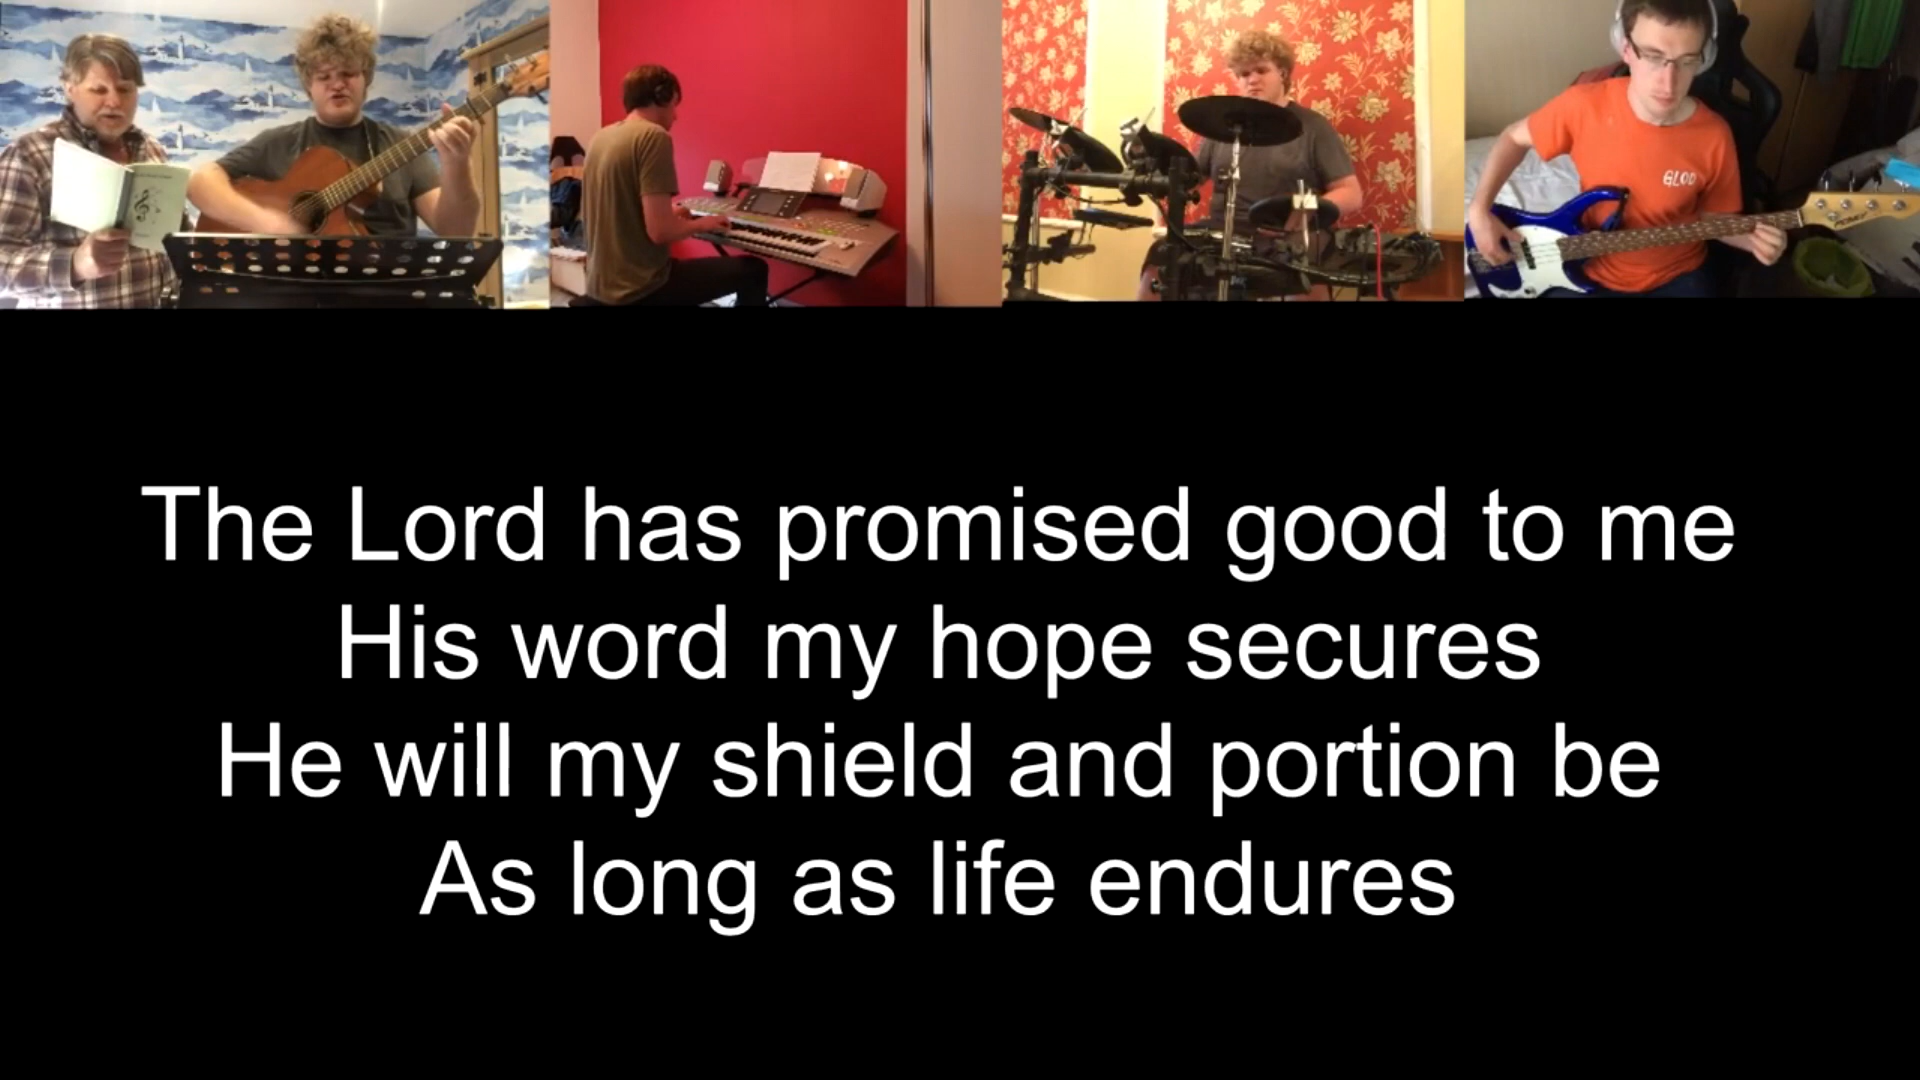 GLOD
The Lord has promised good to me
His word my hope secures
He will my shield and portion be
As long as life endures